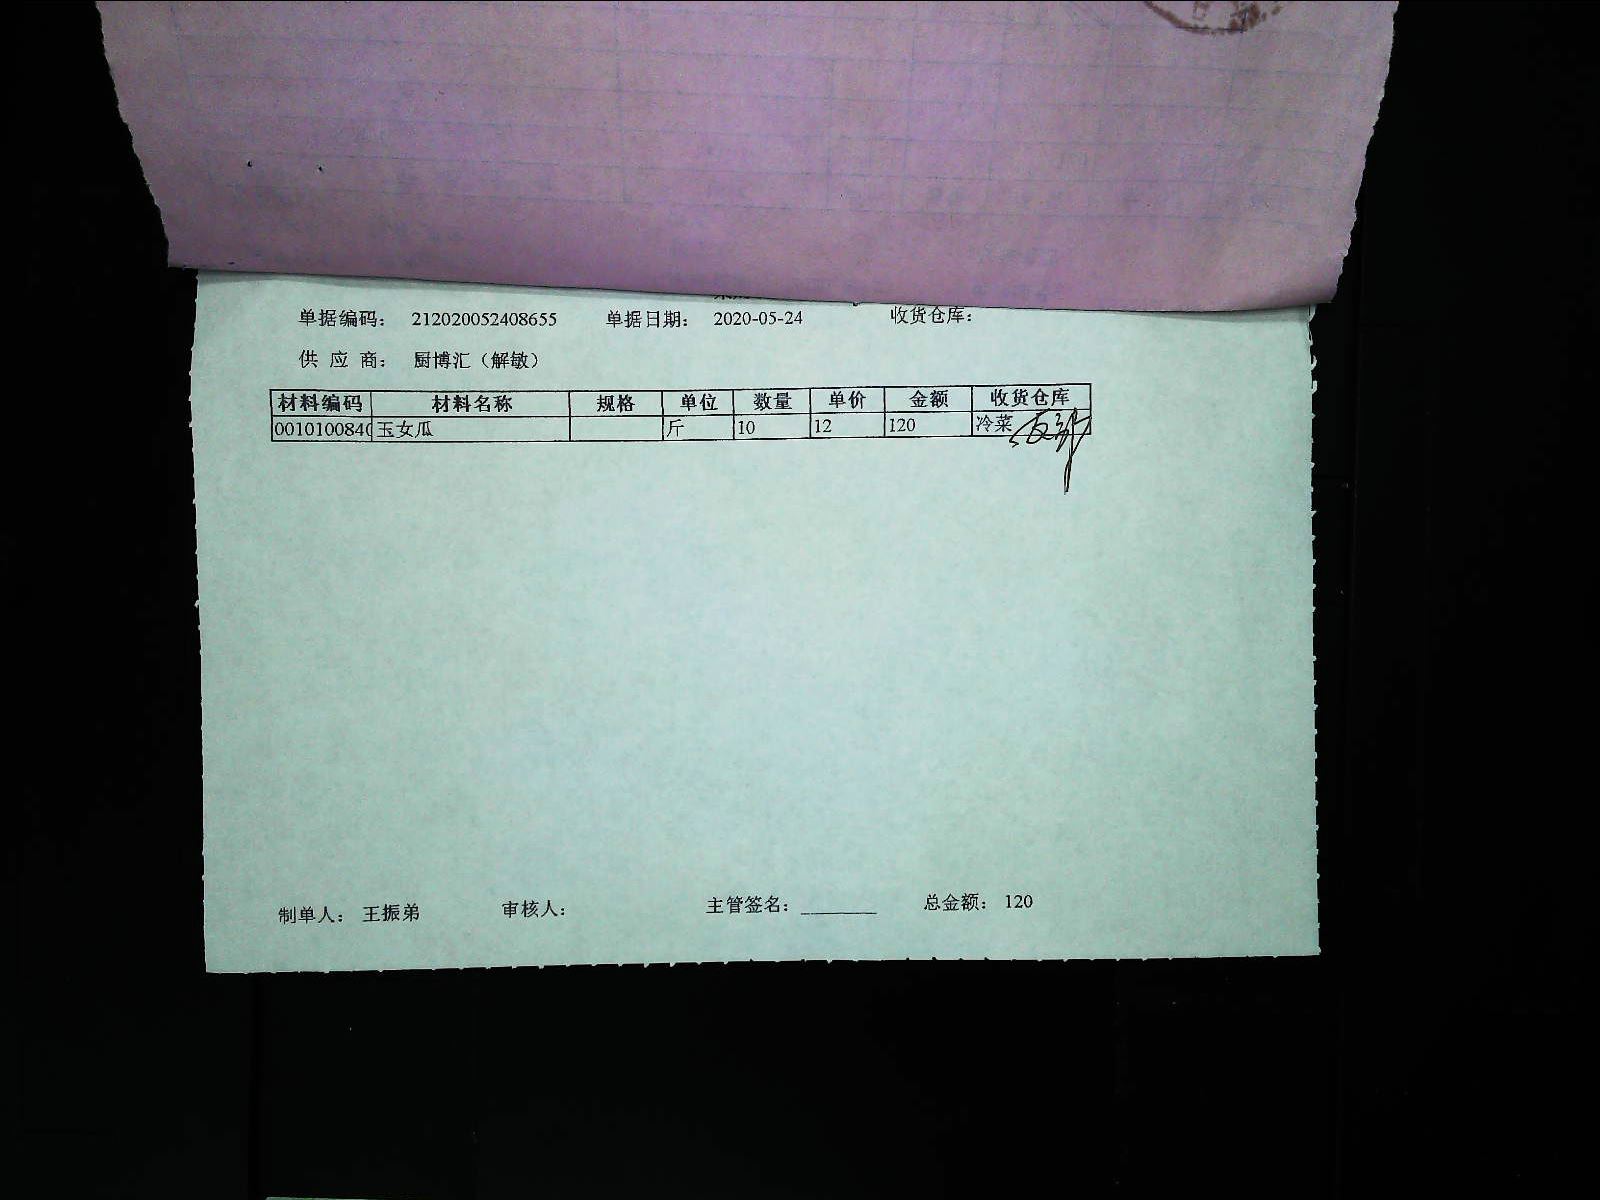 单据编码： 212020052408655 单据日期： 2020-05-24 收货仓库：
供 应 商： 厨博汇（解敏）
材料编码 材料名称 规格 单位 数量 单价 金额 收货仓库
001010084 玉女瓜 斤 10 12 120 冷菜
制单人： 王振弟 审核人： 主管签名： ________ 总金额： 120